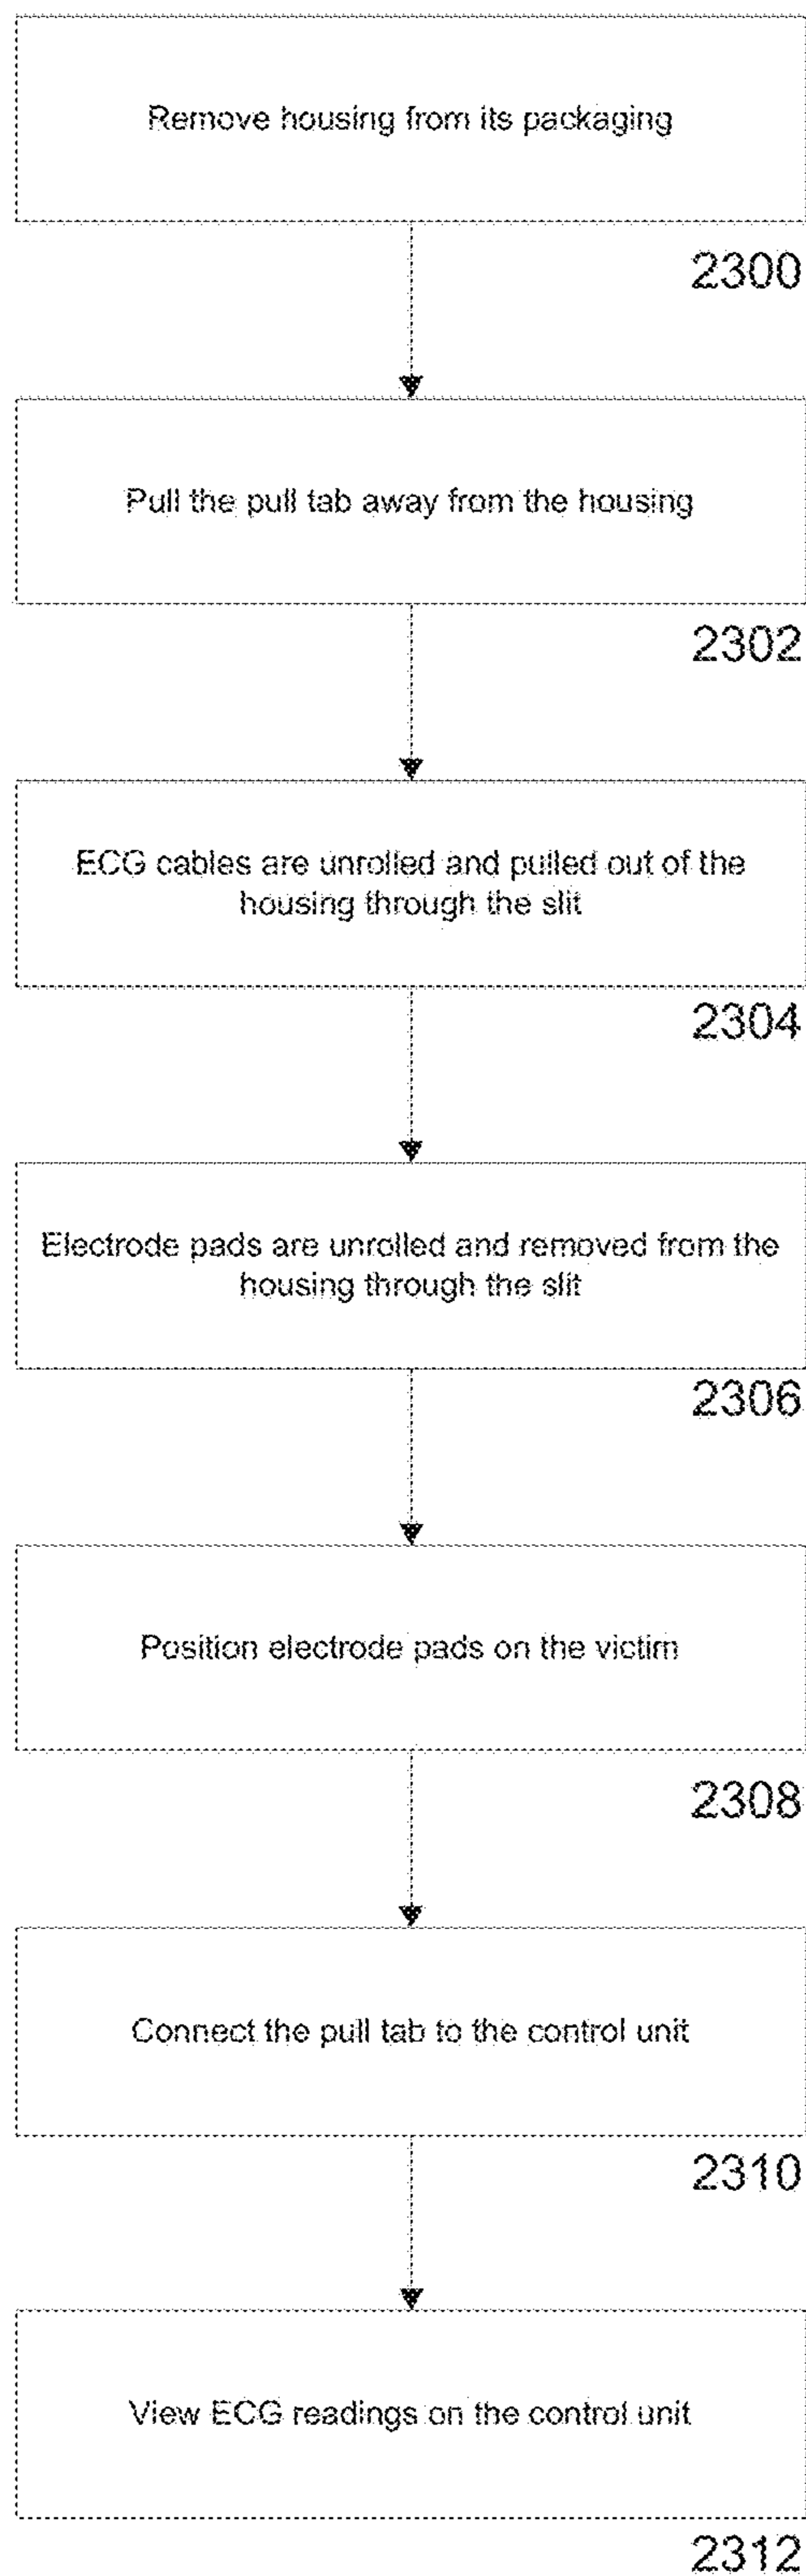 Remove housing from its packaging
2300
Pull the pull tab away from the housing
2302
ECG cables are unrolled and pulled out of the
housing through the slit
2304
Electrode pads are unrolled and removed from the
housing through the slit
2306
Position electrode pads on the victim
2308
Connect the pull tab to the control unit
2310
View ECG readings on the control unit
2312